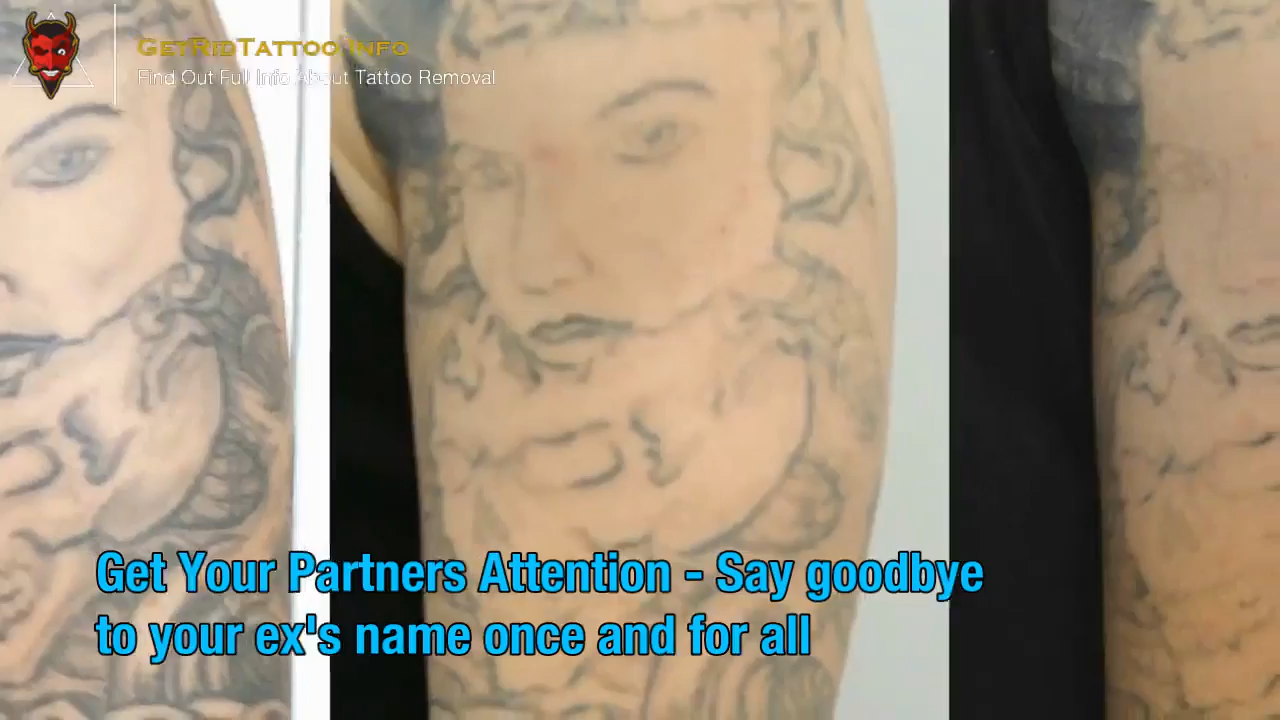 GetRidTattoo Info
Find Out Full Info About Tattoo Removal
Get Your Partners Attention - Say goodbye
to your ex's name once and for all